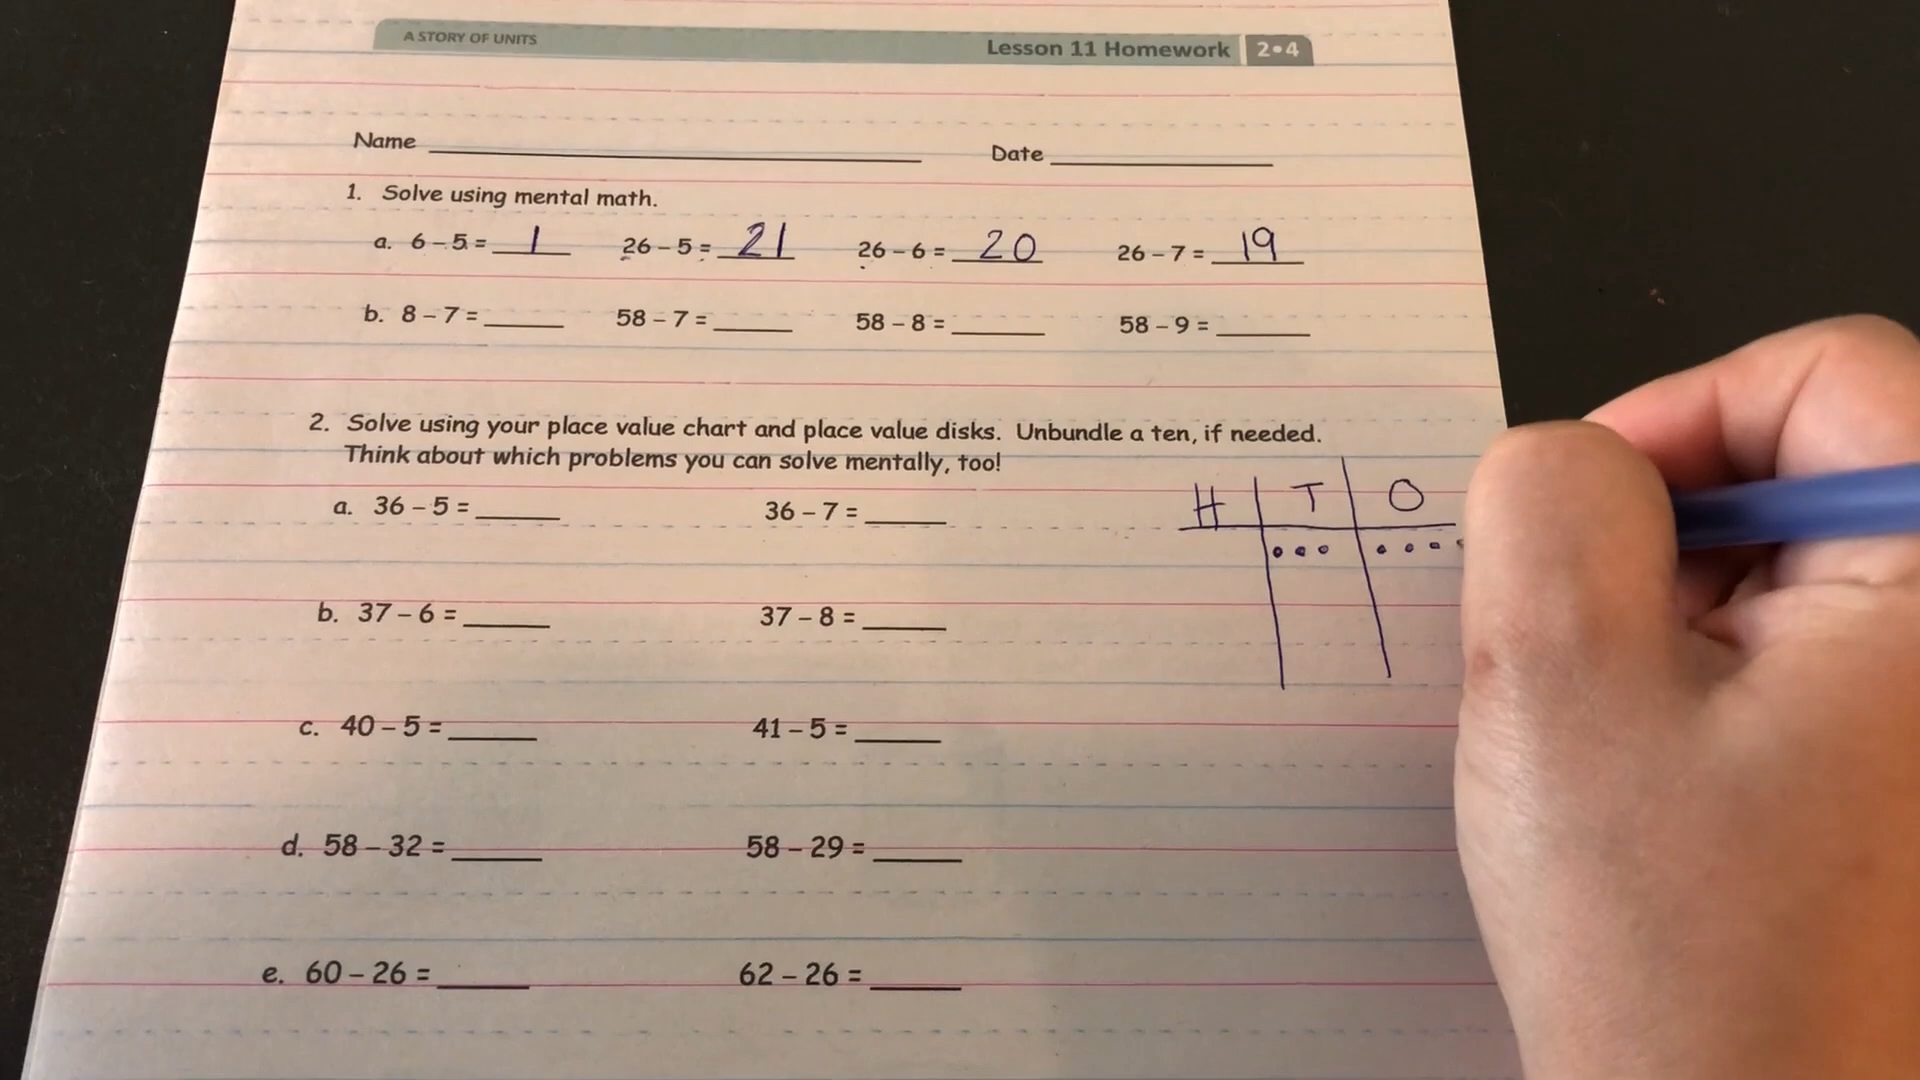 A STORY OF UNITS Lesson 11 Homework 2•4
Name Date
1. Solve using mental math.
a. 6 – 5 = 1 26 – 5 = 21 26 – 6 = 20 26 – 7 = 19
b. 8 – 7 = 58 – 7 = 58 – 8 = 58 – 9 =
2. Solve using your place value chart and place value disks. Unbundle a ten, if needed.
Think about which problems you can solve mentally, too!
H T O
a. 36 – 5 = 36 – 7 =
b. 37 – 6 = 37 – 8 =
c. 40 – 5 = 41 – 5 =
d. 58 – 32 = 58 – 29 =
e. 60 – 26 = 62 – 26 =